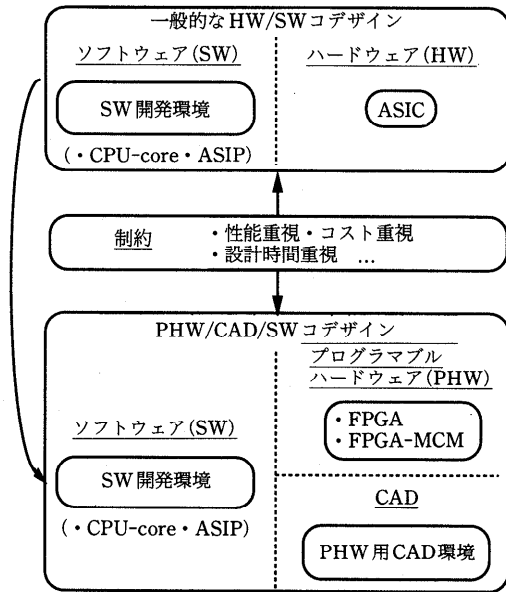 一般的なHW/SWコデザイン
ソフトウェア(SW)
ハードウェア(HW)
SW開発環境
ASIC
(・CPU-core・ASIP)
制約
・性能重視・コスト重視
・設計時間重視 …
PHW/CAD/SWコデザイン
プログラマブル
ハードウェア(PHW)
・FPGA
・FPGA-MCM
ソフトウェア(SW)
SW開発環境
(・CPU-core・ASIP)
CAD
PHW用CAD環境